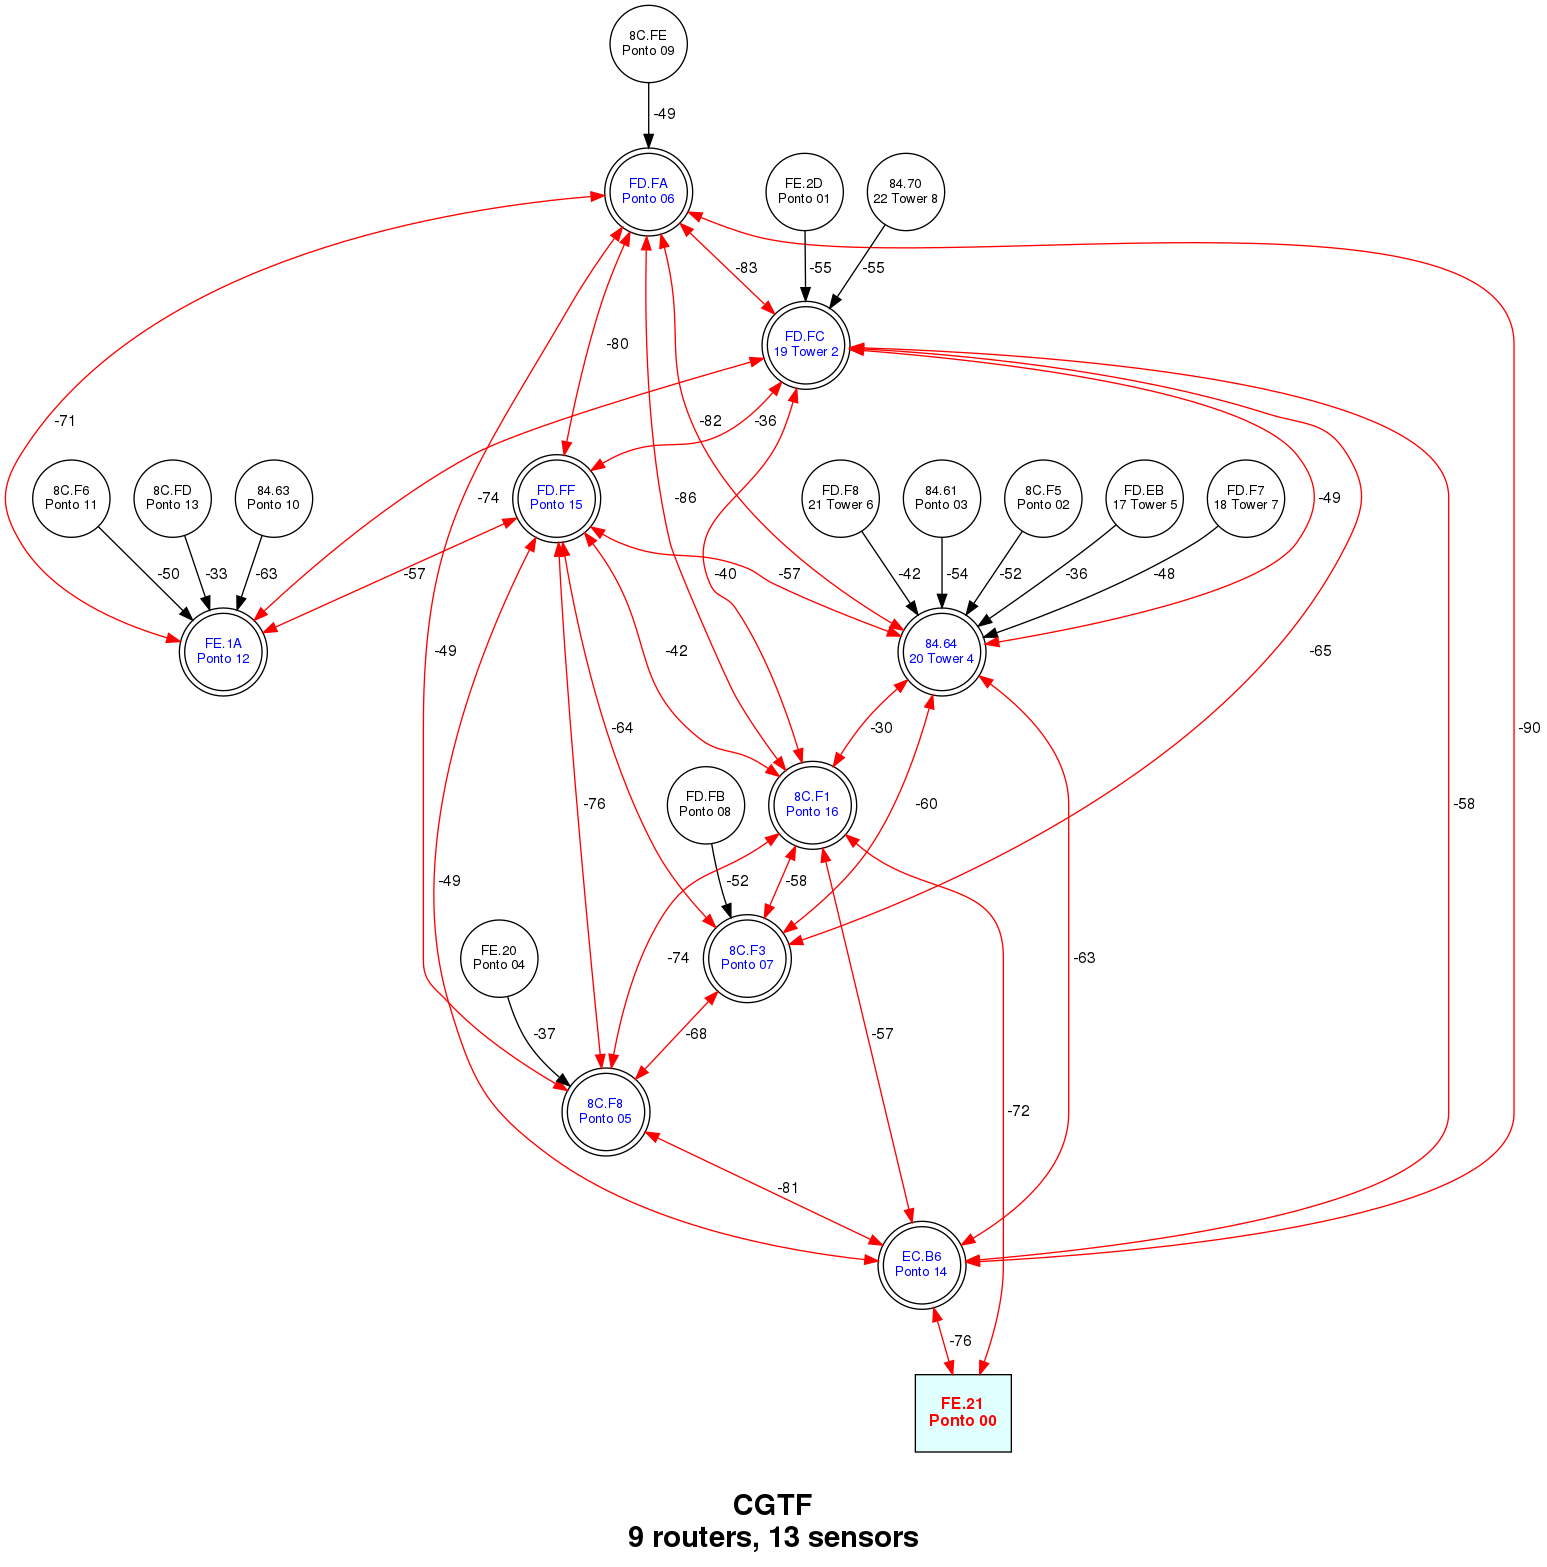 8C.FE
Ponto 09
-49
FD.FA
Ponto 06
FE.2D
Ponto 01
84.70
22 Tower 8
-83
-55
-55
FD.FC
19 Tower 2
-80
-71
-82
-36
8C.F6
Ponto 11
8C.FD
Ponto 13
84.63
Ponto 10
-74
FD.FF
Ponto 15
-86
FD.F8
21 Tower 6
84.61
Ponto 03
8C.F5
Ponto 02
FD.EB
17 Tower 5
FD.F7
18 Tower 7
-49
-50
-33
-63
-57
-40
-57
-42
-54
-52
-36
-48
FE.1A
Ponto 12
-49
-42
84.64
20 Tower 4
-65
-64
-30
-90
-76
FD.FB
Ponto 08
8C.F1
Ponto 16
-60
-58
-49
-52
-58
FE.20
Ponto 04
-74
8C.F3
Ponto 07
-63
-37
-68
-57
8C.F8
Ponto 05
-72
-81
EC.B6
Ponto 14
-76
FE.21
Ponto 00
CGTF
9 routers, 13 sensors